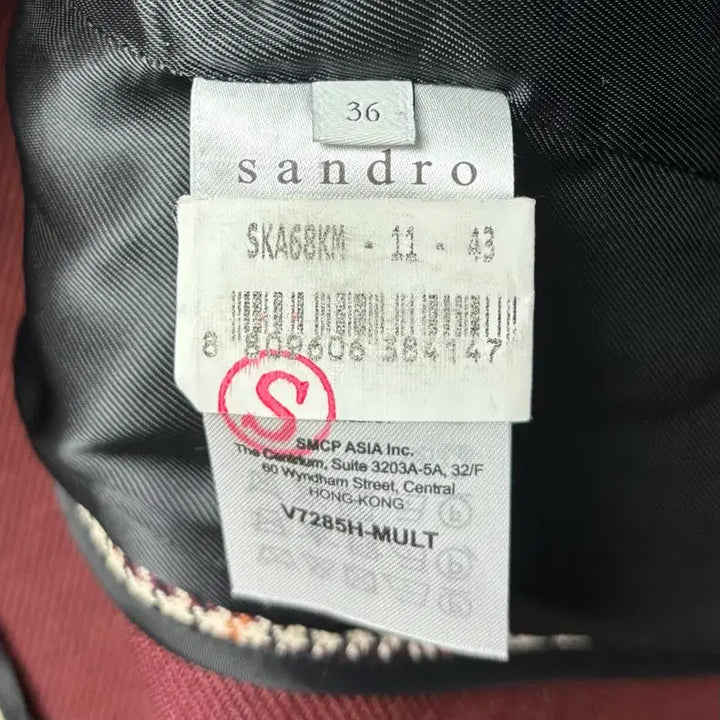 36
sandro
SKA68KM - 11 - 43
8 809606 384147
S
SMCP ASIA Inc.
The Centrium, Suite 3203A-5A, 32/F
60 Wyndham Street, Central
HONG-KONG
V7285H-MULT